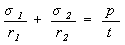 σ₁/r₁ + σ₂/r₂ = p/t